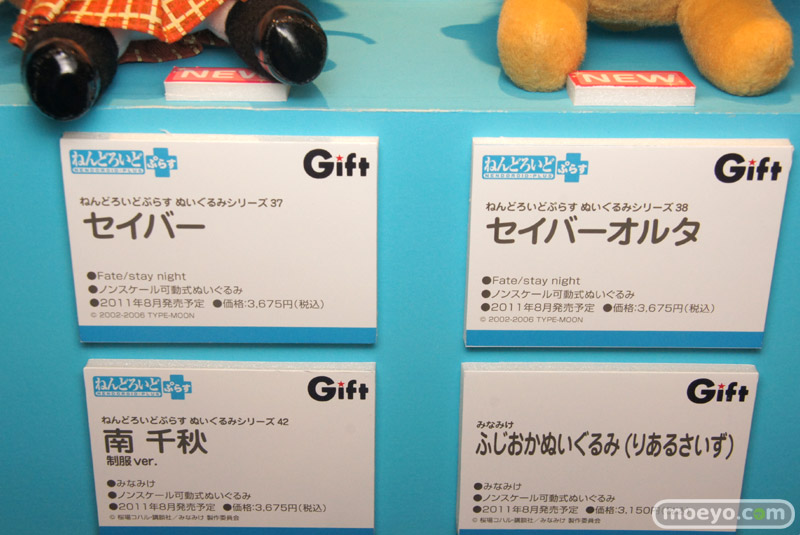 NEW
NEW
ねんどろいど ぷらす
NENDOROID PLUS
Gift
ねんどろいどぷらす ぬいぐるみシリーズ37
セイバー
●Fate/stay night
●ノンスケール可動式ぬいぐるみ
●2011年8月発売予定 ●価格:3,675円(税込)
© 2002-2006 TYPE-MOON
ねんどろいど ぷらす
NENDOROID PLUS
Gift
ねんどろいどぷらす ぬいぐるみシリーズ38
セイバーオルタ
●Fate/stay night
●ノンスケール可動式ぬいぐるみ
●2011年8月発売予定 ●価格:3,675円(税込)
© 2002-2006 TYPE-MOON
ねんどろいど ぷらす
NENDOROID PLUS
Gift
ねんどろいどぷらす ぬいぐるみシリーズ42
南 千秋
制服ver.
●みなみけ
●ノンスケール可動式ぬいぐるみ
●2011年8月発売予定 ●価格:3,675円(税込)
© 桜場コハル・講談社／みなみけ 製作委員会
Gift
みなみけ
ふじおかぬいぐるみ(りあるさいず)
●みなみけ
●ノンスケール可動式ぬいぐるみ
●2011年8月発売予定 ●価格:3,150円(税込)
© 桜場コハル・講談社／みなみけ 製作委員会
moeyo.com